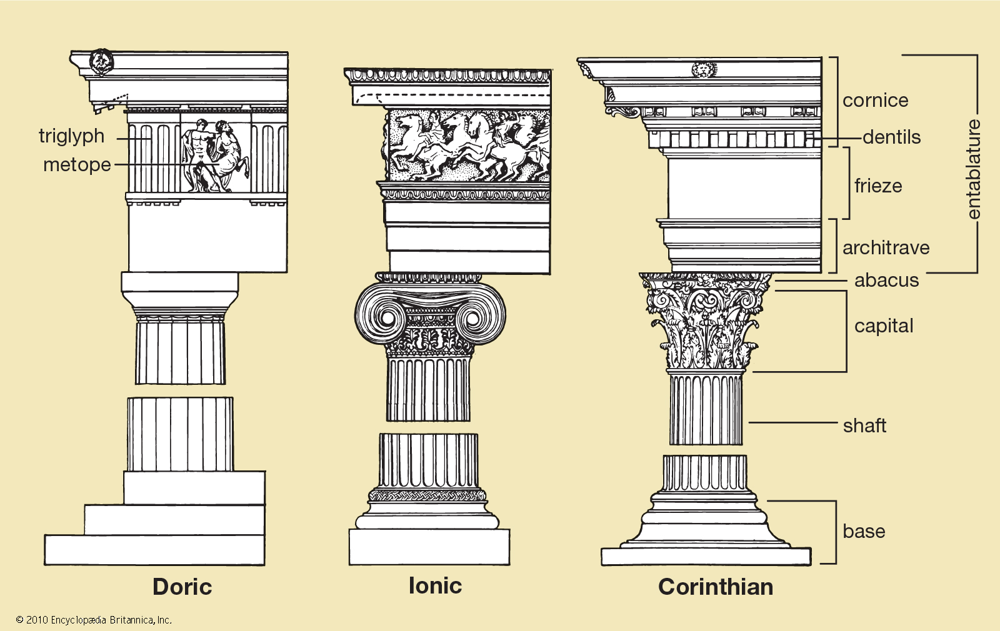 triglyph
metope
cornice
dentils
frieze
entablature
architrave
abacus
capital
shaft
base
Doric
Ionic
Corinthian
© 2010 Encyclopædia Britannica, Inc.